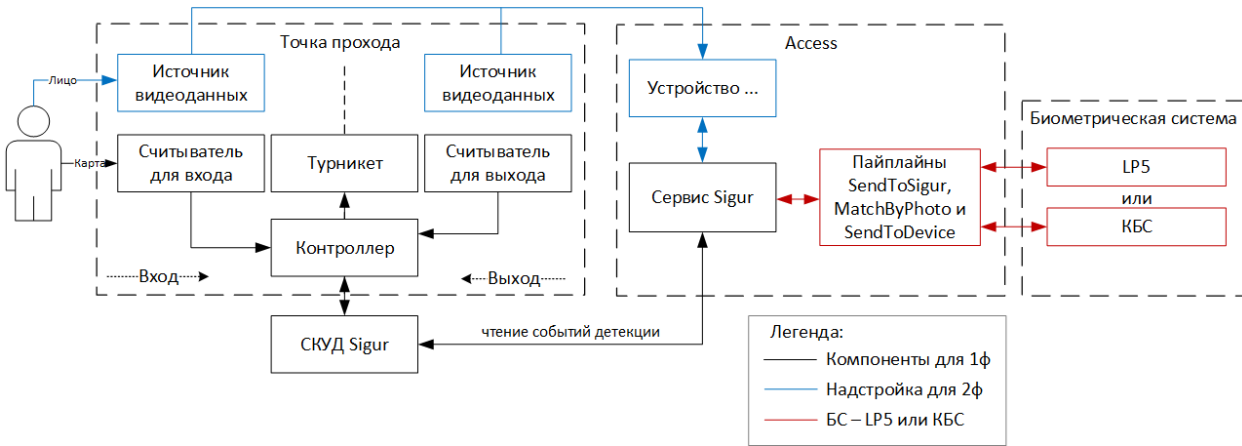 Точка прохода
Access
Лицо
Источник
видеоданных
Источник
видеоданных
Устройство ...
Биометрическая система
Карта
Считыватель
для входа
Турникет
Считыватель
для выхода
Сервис Sigur
Пайплайны
SendToSigur,
MatchByPhoto и
SendToDevice
LP5
или
КБС
Контроллер
Вход
Выход
СКУД Sigur
чтение событий детекции
Легенда:
Компоненты для 1ф
Надстройка для 2ф
БС – LP5 или КБС